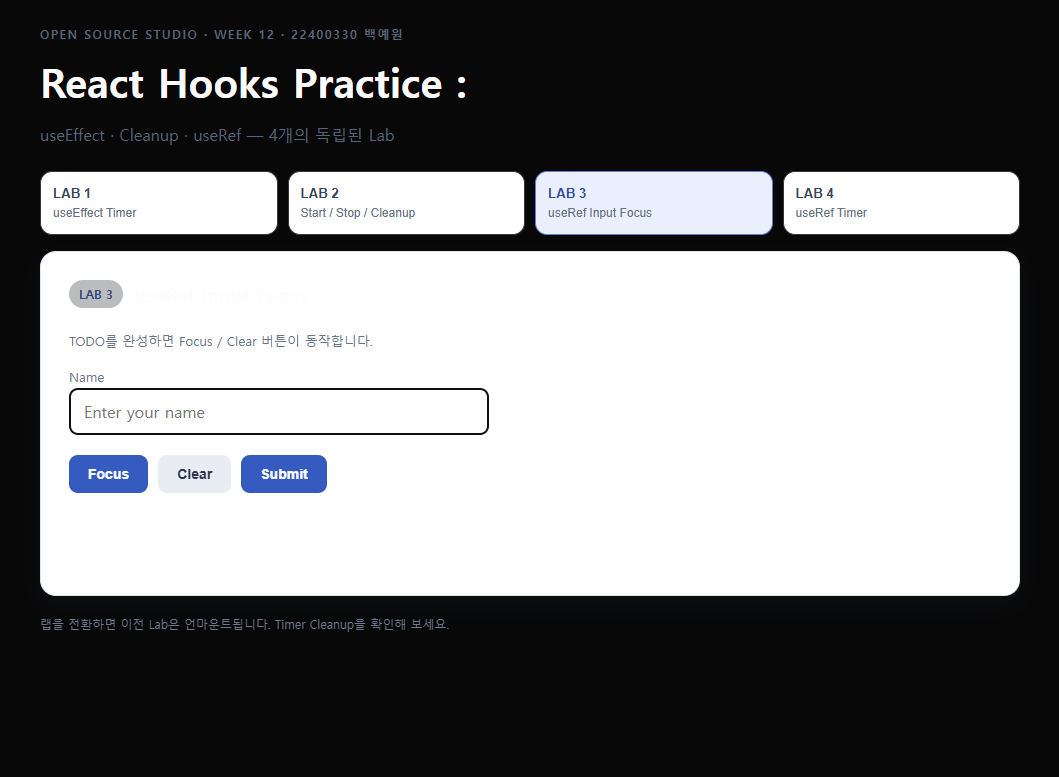 OPEN SOURCE STUDIO · WEEK 12 · 22400330 백예원
React Hooks Practice :
useEffect · Cleanup · useRef — 4개의 독립된 Lab
LAB 1
useEffect Timer
LAB 2
Start / Stop / Cleanup
LAB 3
useRef Input Focus
LAB 4
useRef Timer
LAB 3
TODO를 완성하면 Focus / Clear 버튼이 동작합니다.
Name
Enter your name
Focus Clear Submit
랩을 전환하면 이전 Lab은 언마운트됩니다. Timer Cleanup을 확인해 보세요.